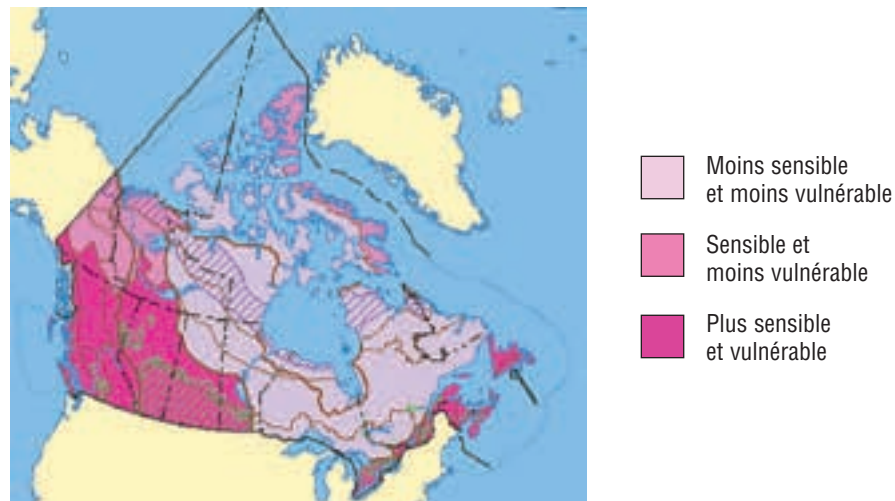 Moins sensible
et moins vulnérable
Sensible et
moins vulnérable
Plus sensible
et vulnérable